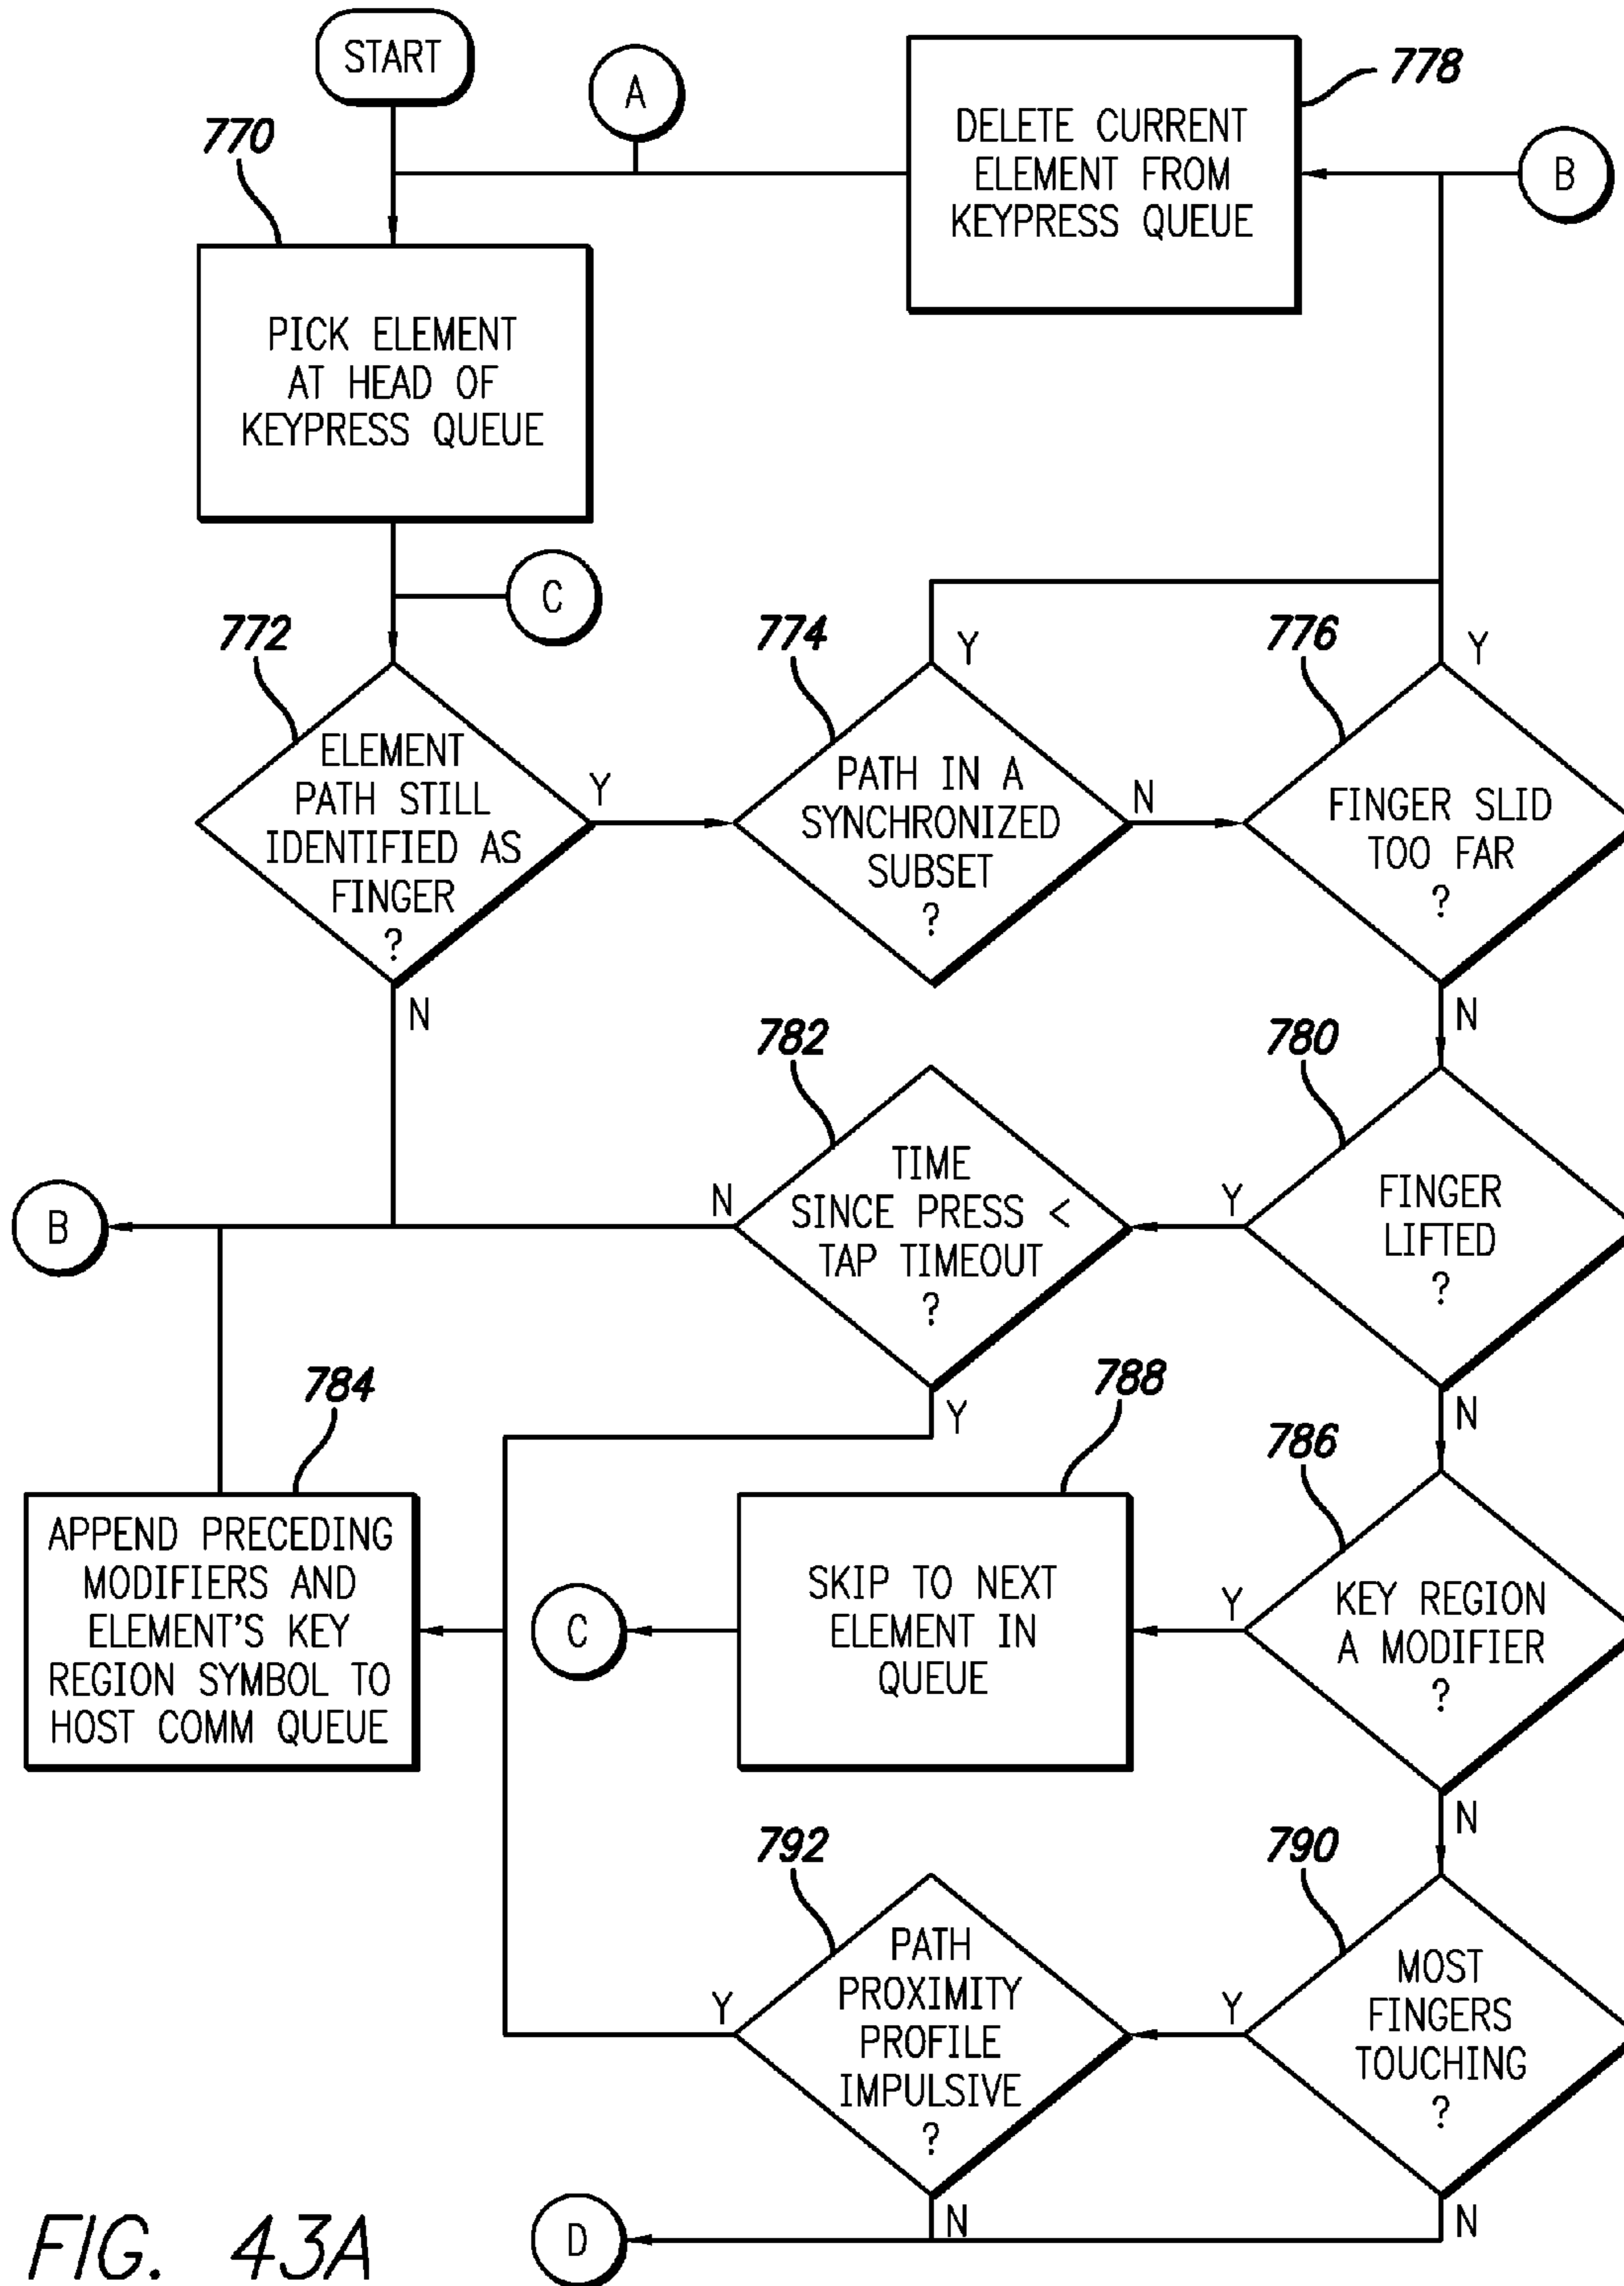 START
A
778
DELETE CURRENT
ELEMENT FROM
KEYPRESS QUEUE
B
770
PICK ELEMENT
AT HEAD OF
KEYPRESS QUEUE
C
772
ELEMENT
PATH STILL
IDENTIFIED AS
FINGER
?
Y
N
774
PATH IN A
SYNCHRONIZED
SUBSET
?
Y
N
776
FINGER SLID
TOO FAR
?
Y
N
782
TIME
SINCE PRESS <
TAP TIMEOUT
?
N
Y
780
FINGER
LIFTED
?
Y
N
B
784
APPEND PRECEDING
MODIFIERS AND
ELEMENT'S KEY
REGION SYMBOL TO
HOST COMM QUEUE
C
788
SKIP TO NEXT
ELEMENT IN
QUEUE
786
KEY REGION
A MODIFIER
?
Y
N
792
PATH
PROXIMITY
PROFILE
IMPULSIVE
?
Y
N
790
MOST
FINGERS
TOUCHING
?
Y
N
D
FIG. 43A